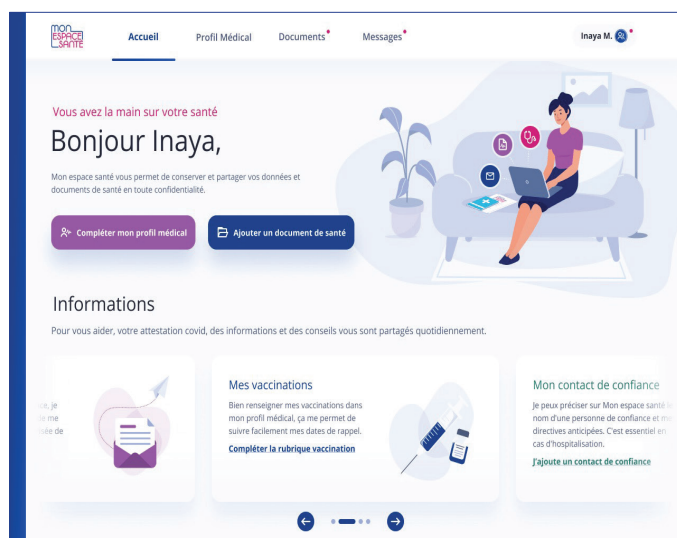 MON
ESPACE
SANTÉ
Accueil
Profil Médical
Documents
Messages
Inaya M.
Vous avez la main sur votre santé
Bonjour Inaya,
Mon espace santé vous permet de conserver et partager vos données et
documents de santé en toute confidentialité.
Compléter mon profil médical
Ajouter un document de santé
Informations
Pour vous aider, votre attestation covid, des informations et des conseils vous sont partagés quotidiennement.
je
me
de
Mes vaccinations
Bien renseigner mes vaccinations dans
mon profil médical, ça me permet de
suivre facilement mes dates de rappel.
Compléter la rubrique vaccination
Mon contact de confiance
Je peux préciser sur Mon espace santé le
nom d'une personne de confiance et
directives anticipées. C'est essentiel en
cas d'hospitalisation.
J'ajoute un contact de confiance